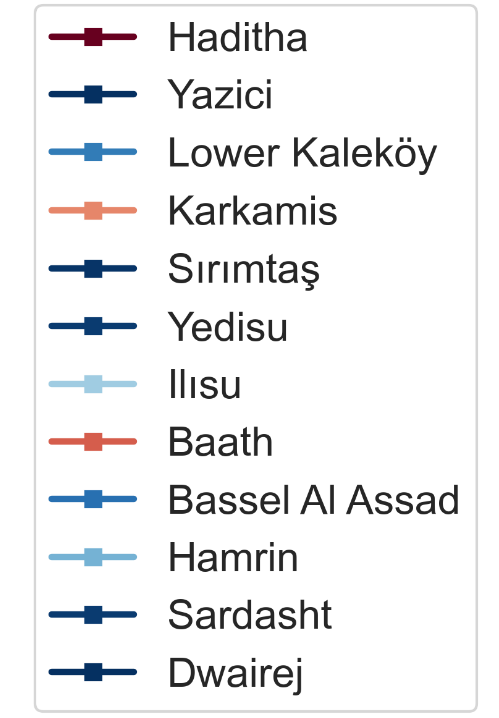 Haditha
Yazici
Lower Kaleköy
Karkamis
Sırımtaş
Yedisu
Ilısu
Baath
Bassel Al Assad
Hamrin
Sardasht
Dwairej